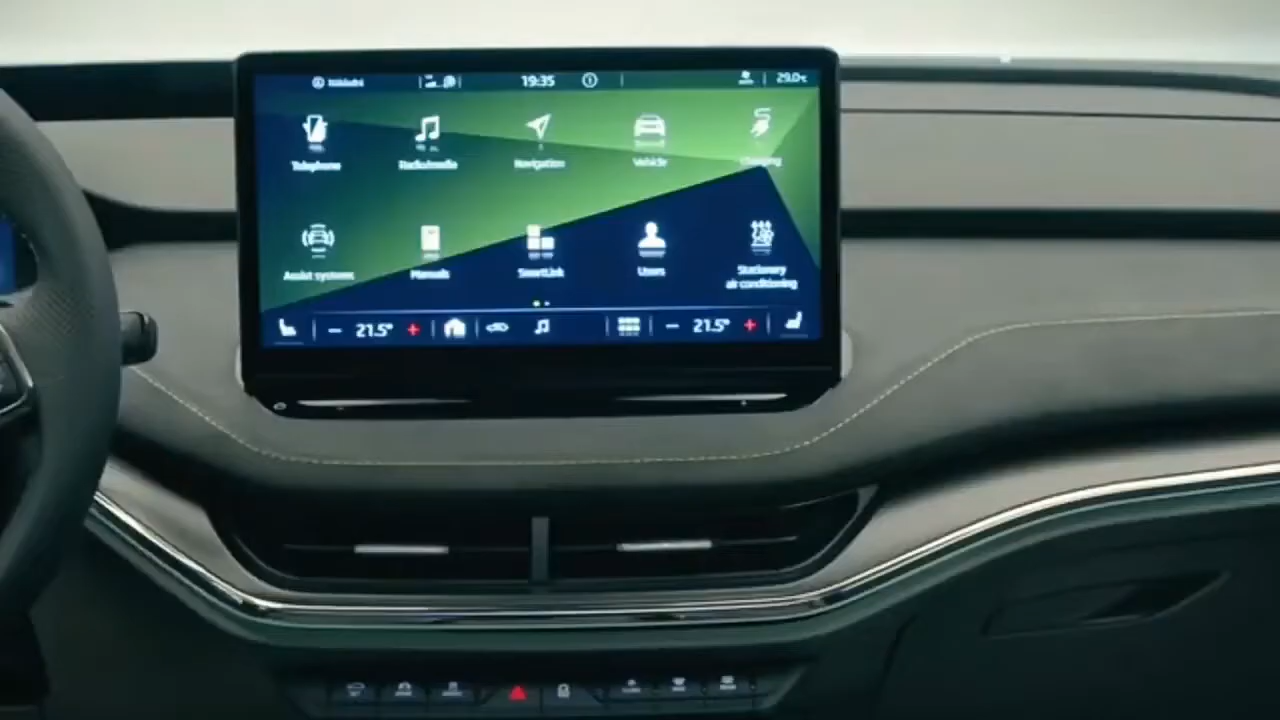 19:35
29.0°C
Telephone
Radio/media
Navigation
Vehicle
Charging
Assist systems
Manuals
SmartLink
Users
Stationary
air conditioning
21.5°
21.5°